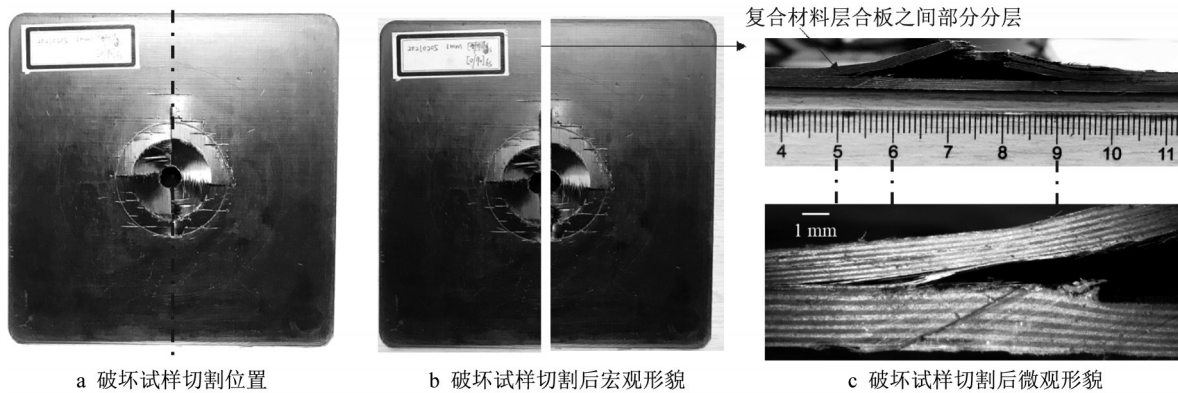 复合材料层合板之间部分分层
4 5 6 7 8 9 10 11
1 mm
a 破坏试样切割位置
b 破坏试样切割后宏观形貌
c 破坏试样切割后微观形貌